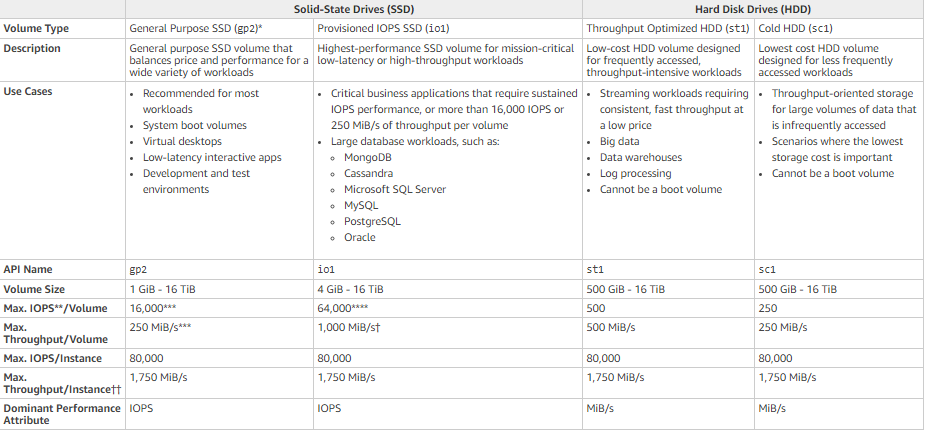 Solid-State Drives (SSD)
Hard Disk Drives (HDD)
Volume Type
General Purpose SSD (gp2)*
Provisioned IOPS SSD (io1)
Throughput Optimized HDD (st1)
Cold HDD (sc1)
Description
General purpose SSD volume that
balances price and performance for a
wide variety of workloads
Highest-performance SSD volume for mission-critical
low-latency or high-throughput workloads
Low-cost HDD volume designed
for frequently accessed,
throughput-intensive workloads
Lowest cost HDD volume
designed for less frequently
accessed workloads
Use Cases
• Recommended for most
workloads
• System boot volumes
• Virtual desktops
• Low-latency interactive apps
• Development and test
environments
• Critical business applications that require sustained
IOPS performance, or more than 16,000 IOPS or
250 MiB/s of throughput per volume
• Large database workloads, such as:
◦ MongoDB
◦ Cassandra
◦ Microsoft SQL Server
◦ MySQL
◦ PostgreSQL
◦ Oracle
• Streaming workloads requiring
consistent, fast throughput at
a low price
• Big data
• Data warehouses
• Log processing
• Cannot be a boot volume
• Throughput-oriented storage
for large volumes of data that
is infrequently accessed
• Scenarios where the lowest
storage cost is important
• Cannot be a boot volume
API Name
gp2
io1
st1
sc1
Volume Size
1 GiB - 16 TiB
4 GiB - 16 TiB
500 GiB - 16 TiB
500 GiB - 16 TiB
Max. IOPS**/Volume
16,000***
64,000****
500
250
Max.
Throughput/Volume
250 MiB/s***
1,000 MiB/s†
500 MiB/s
250 MiB/s
Max. IOPS/Instance
80,000
80,000
80,000
80,000
Max.
Throughput/Instance††
1,750 MiB/s
1,750 MiB/s
1,750 MiB/s
1,750 MiB/s
Dominant Performance
Attribute
IOPS
IOPS
MiB/s
MiB/s